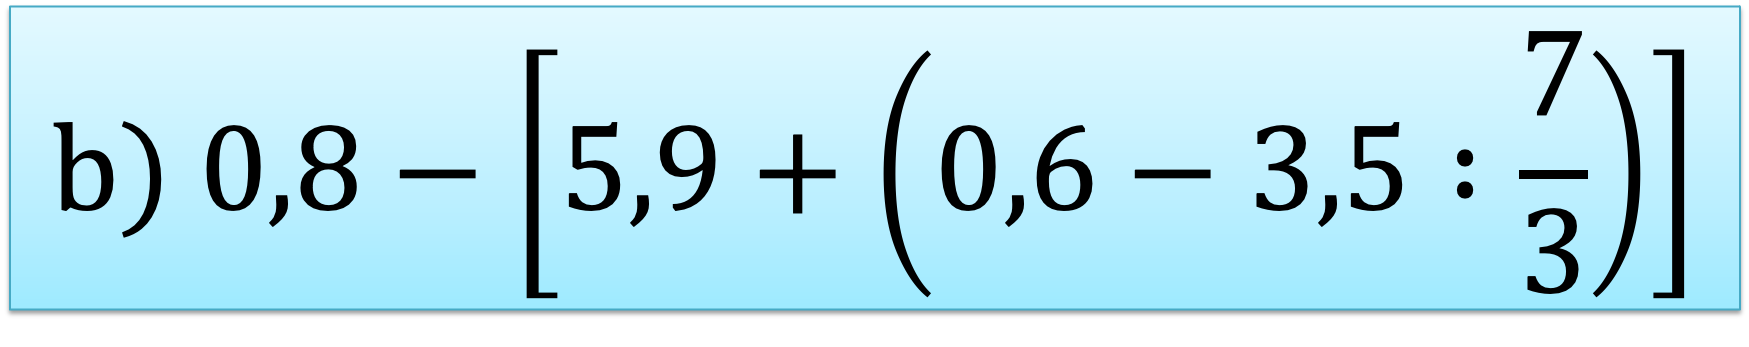 b) 0,8 − [5,9 + (0,6 − 3,5 : 7/3)]